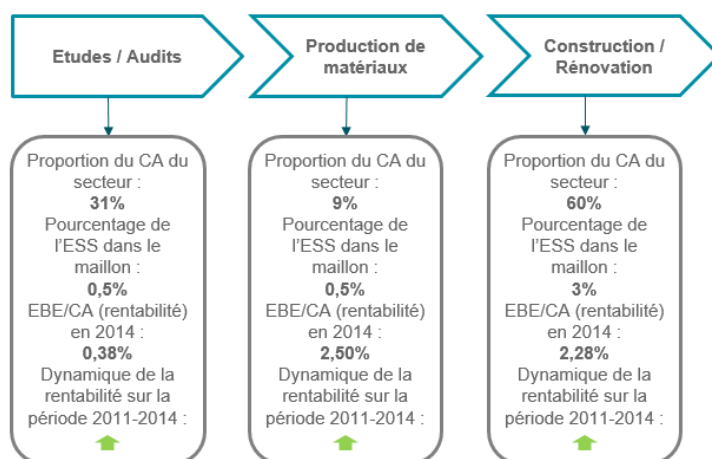 Etudes / Audits
Production de
matériaux
Construction /
Rénovation
Proportion du CA du
secteur :
31%
Pourcentage de
l'ESS dans le
maillon :
0,5%
EBE/CA (rentabilité)
en 2014 :
0,38%
Dynamique de la
rentabilité sur la
période 2011-2014 :
Proportion du CA du
secteur :
9%
Pourcentage de
l'ESS dans le
maillon :
0,5%
EBE/CA (rentabilité)
en 2014 :
2,50%
Dynamique de la
rentabilité sur la
période 2011-2014 :
Proportion du CA du
secteur :
60%
Pourcentage de
l'ESS dans le
maillon :
3%
EBE/CA (rentabilité)
en 2014 :
2,28%
Dynamique de la
rentabilité sur la
période 2011-2014 :